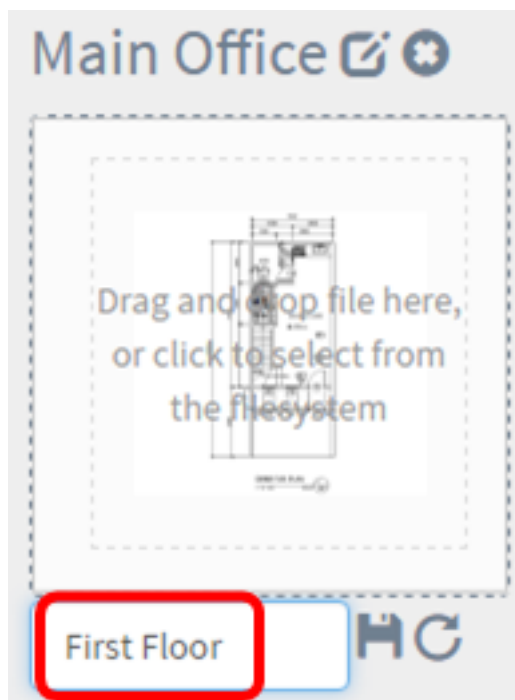 Main Office
Drag and drop file here,
or click to select from
the filesystem
First Floor